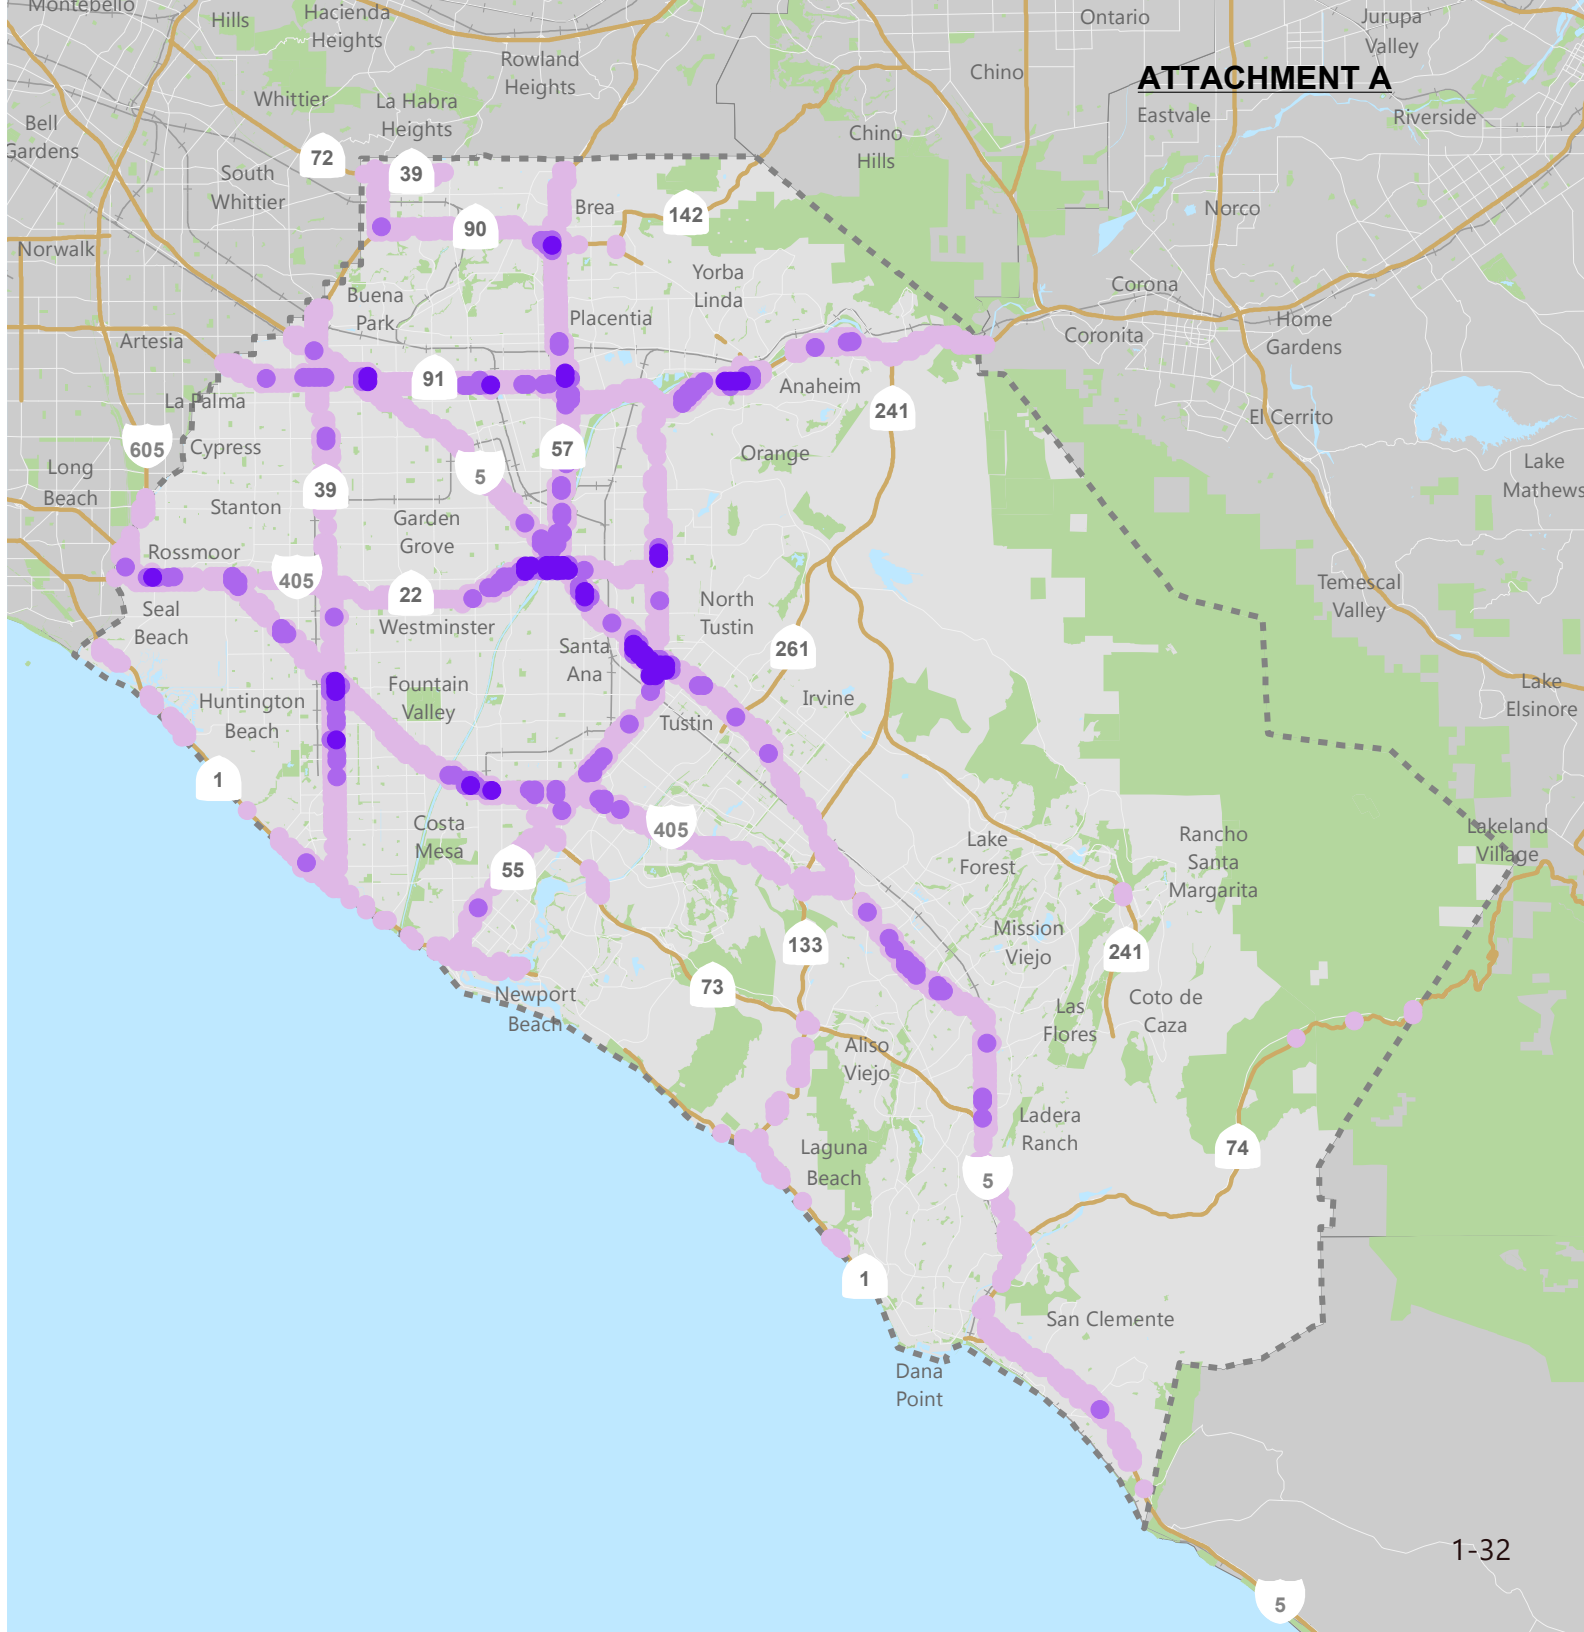 Montebello
Hills
Hacienda
Heights
Ontario
Jurupa
Valley
Rowland
Heights
Chino
ATTACHMENT A
Whittier
La Habra
Heights
Eastvale
Riverside
Bell
Gardens
Chino
Hills
72
39
South
Whittier
142
Brea
Norco
90
Norwalk
Yorba
Linda
Corona
Buena
Park
Placentia
Home
Gardens
Artesia
Coronita
91
Anaheim
La Palma
241
El Cerrito
605
Cypress
57
Orange
Long
Beach
5
Lake
Mathews
39
Stanton
Garden
Grove
Rossmoor
405
22
Temescal
Valley
Seal
Beach
Westminster
North
Tustin
Santa
Ana
261
Fountain
Valley
Irvine
Lake
Elsinore
Huntington
Beach
Tustin
1
Costa
Mesa
405
Lake
Forest
Rancho
Santa
Margarita
Lakeland
Village
55
Mission
Viejo
133
241
73
Newport
Beach
Las
Flores
Coto de
Caza
Aliso
Viejo
Ladera
Ranch
Laguna
Beach
74
5
1
San Clemente
Dana
Point
1-32
5